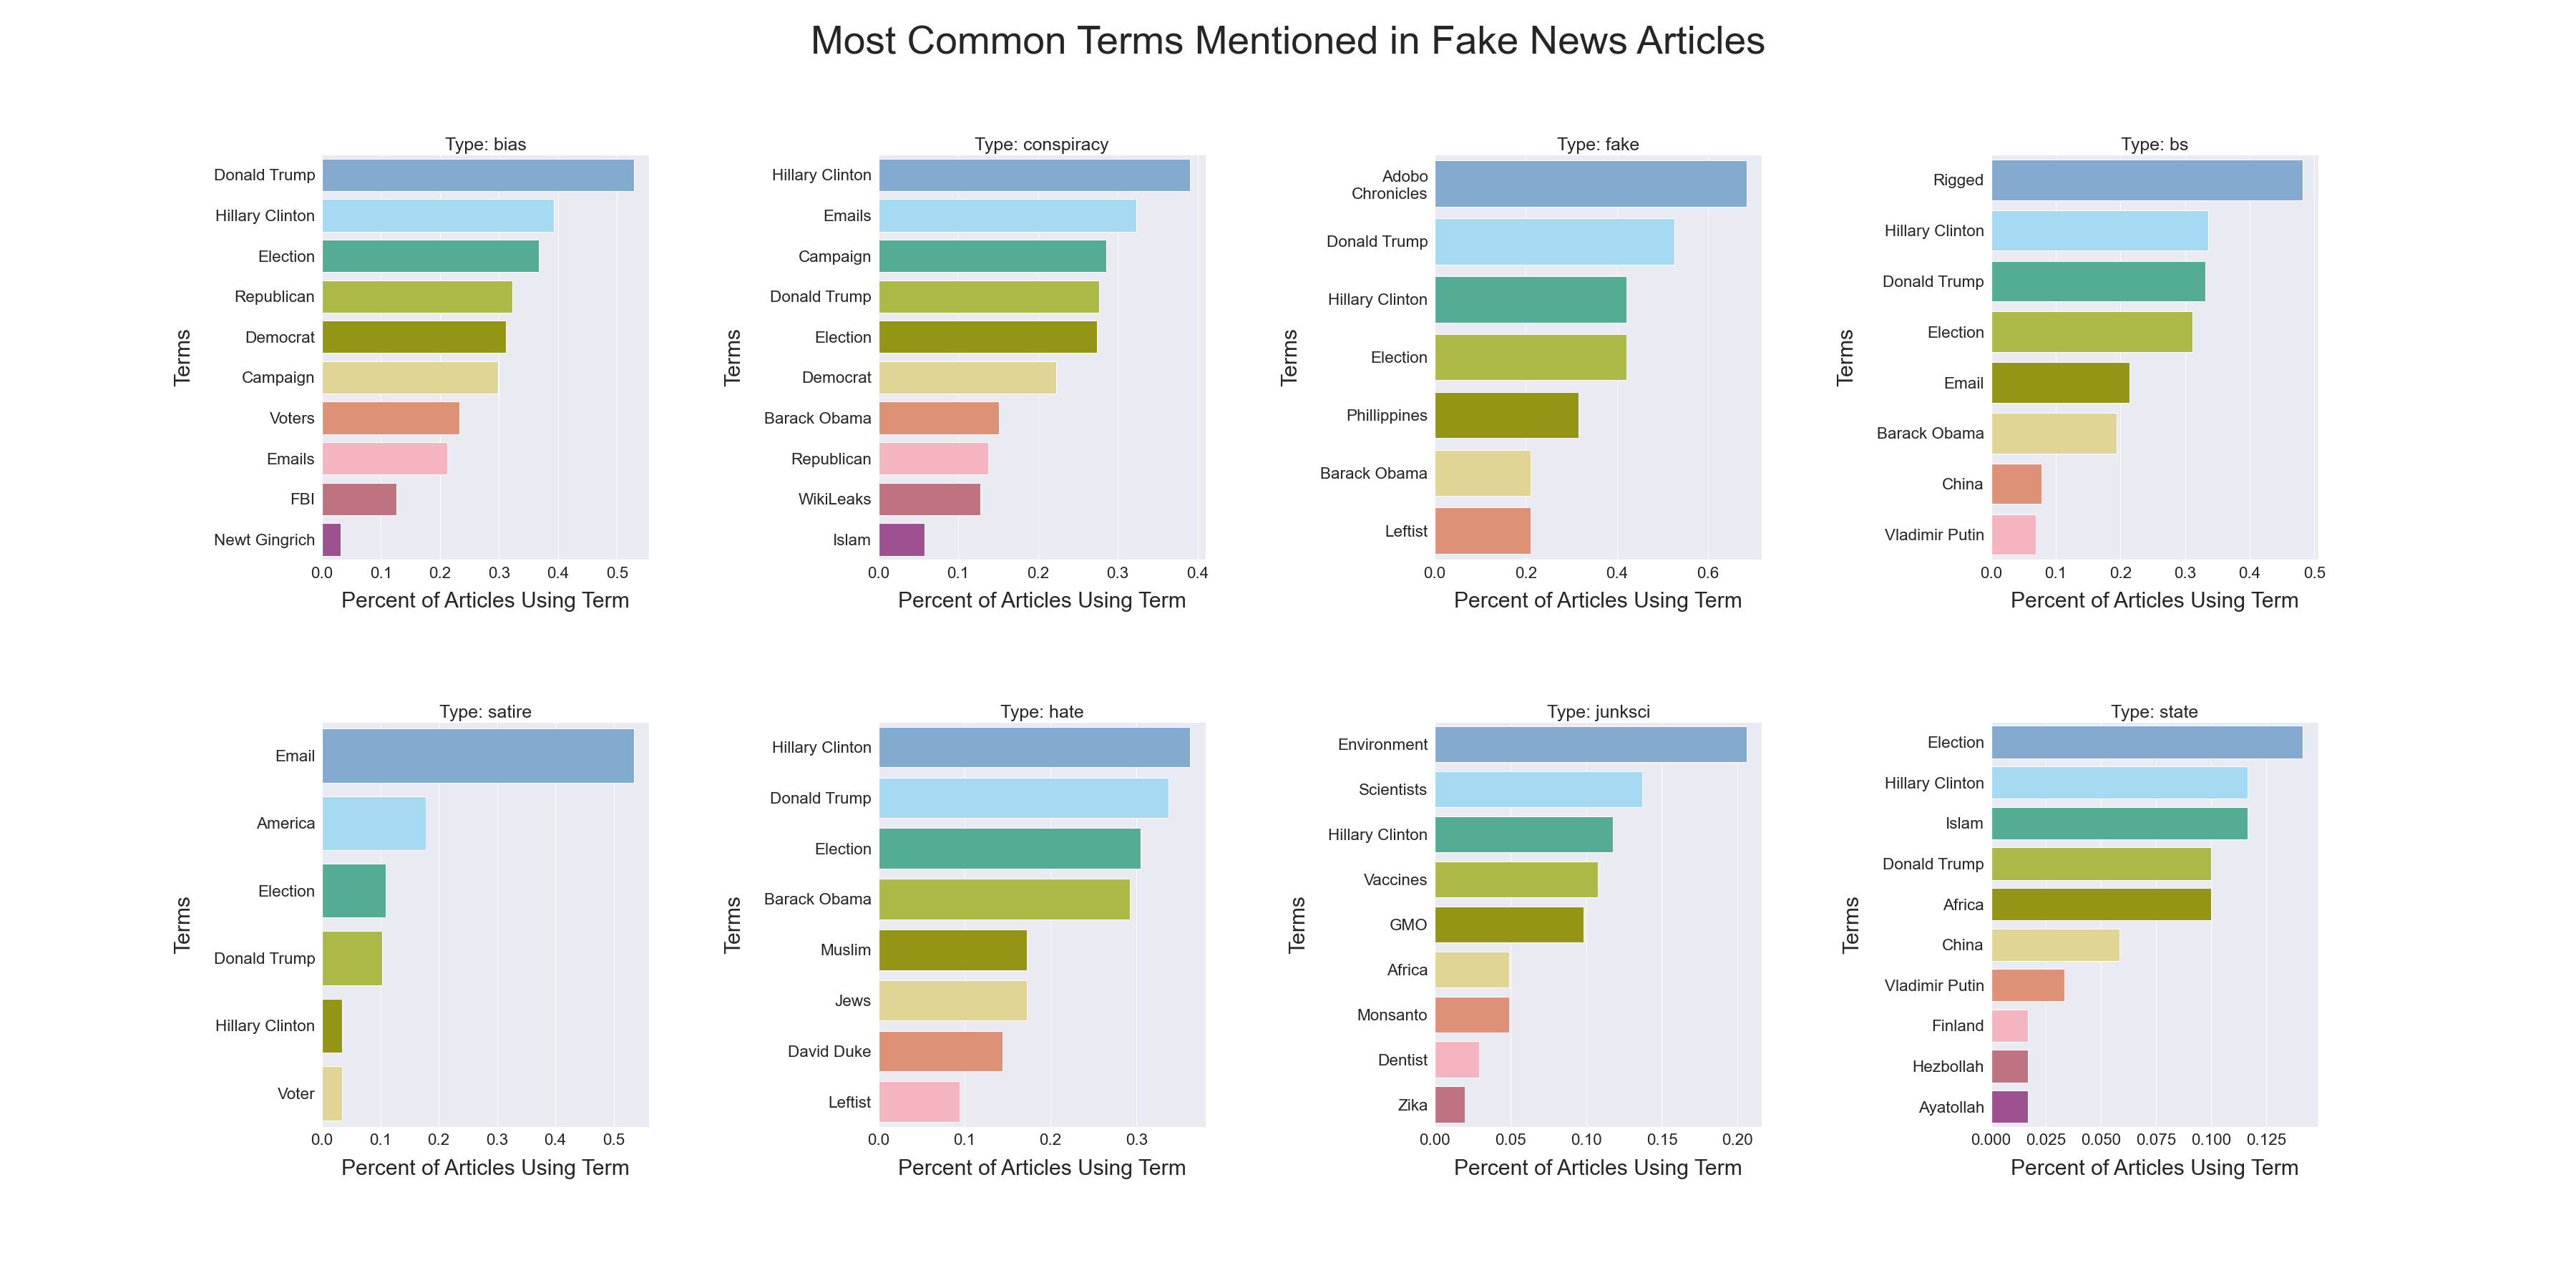 Most Common Terms Mentioned in Fake News Articles
Type: bias
Terms
Donald Trump
Hillary Clinton
Election
Republican
Democrat
Campaign
Voters
Emails
FBI
Newt Gingrich
0.0 0.1 0.2 0.3 0.4 0.5
Percent of Articles Using Term
Type: conspiracy
Terms
Hillary Clinton
Emails
Campaign
Donald Trump
Election
Democrat
Barack Obama
Republican
WikiLeaks
Islam
0.0 0.1 0.2 0.3 0.4
Percent of Articles Using Term
Type: fake
Terms
Adobo
Chronicles
Donald Trump
Hillary Clinton
Election
Phillippines
Barack Obama
Leftist
0.0 0.2 0.4 0.6
Percent of Articles Using Term
Type: bs
Terms
Rigged
Hillary Clinton
Donald Trump
Election
Email
Barack Obama
China
Vladimir Putin
0.0 0.1 0.2 0.3 0.4 0.5
Percent of Articles Using Term
Type: satire
Terms
Email
America
Election
Donald Trump
Hillary Clinton
Voter
0.0 0.1 0.2 0.3 0.4 0.5
Percent of Articles Using Term
Type: hate
Terms
Hillary Clinton
Donald Trump
Election
Barack Obama
Muslim
Jews
David Duke
Leftist
0.0 0.1 0.2 0.3
Percent of Articles Using Term
Type: junksci
Terms
Environment
Scientists
Hillary Clinton
Vaccines
GMO
Africa
Monsanto
Dentist
Zika
0.00 0.05 0.10 0.15 0.20
Percent of Articles Using Term
Type: state
Terms
Election
Hillary Clinton
Islam
Donald Trump
Africa
China
Vladimir Putin
Finland
Hezbollah
Ayatollah
0.000 0.025 0.050 0.075 0.100 0.125
Percent of Articles Using Term